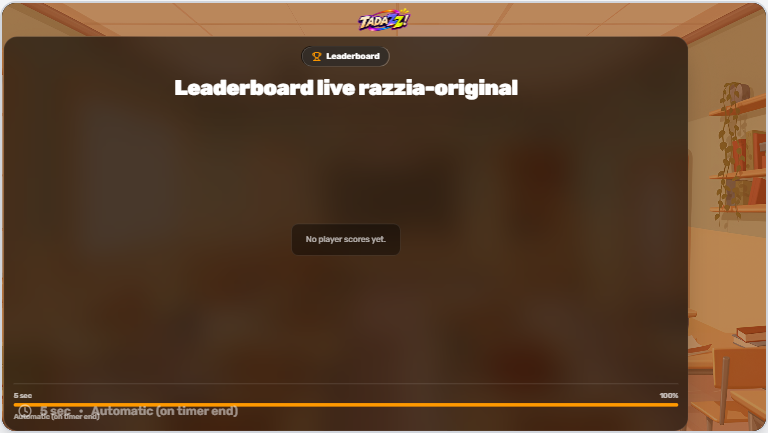 TADAZ!
Leaderboard
Leaderboard live razzia-original
No player scores yet.
5 sec 100%
5 sec • Automatic (on timer end)
Automatic (on timer end)